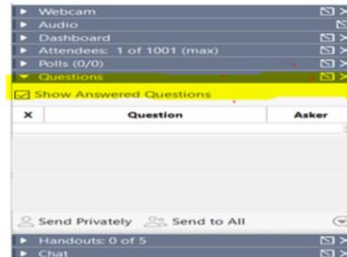 Webcam
Audio
Dashboard
Attendees: 1 of 1001 (max)
Polls (0/0)
Questions
Show Answered Questions
X Question Asker
Send Privately Send to All
Handouts: 0 of 5
Chat